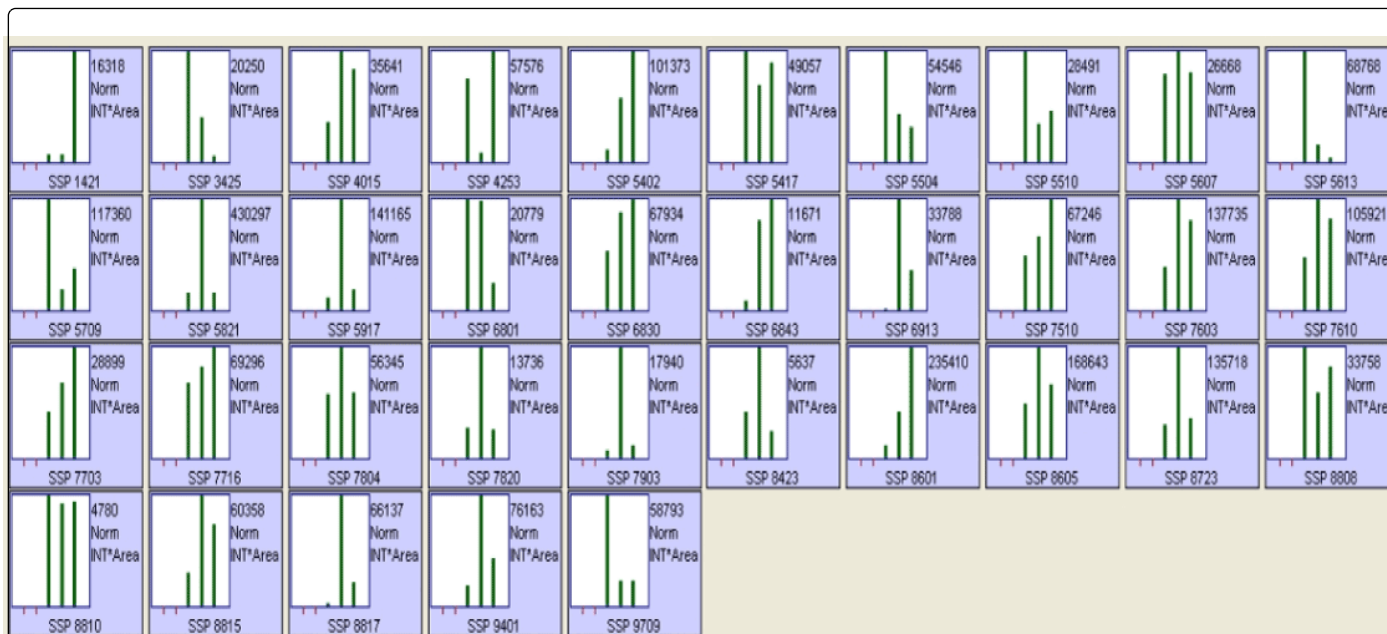 16318
Norm
INT*Area
SSP 1421
20250
Norm
INT*Area
SSP 3425
35641
Norm
INT*Area
SSP 4015
57576
Norm
INT*Area
SSP 4253
101373
Norm
INT*Area
SSP 5402
49057
Norm
INT*Area
SSP 5417
54546
Norm
INT*Area
SSP 5504
28491
Norm
INT*Area
SSP 5510
26668
Norm
INT*Area
SSP 5607
68768
Norm
INT*Are
SSP 5613
117360
Norm
INT*Area
SSP 5709
430297
Norm
INT*Area
SSP 5821
141165
Norm
INT*Area
SSP 5917
20779
Norm
INT*Area
SSP 6801
67934
Norm
INT*Area
SSP 6830
11671
Norm
INT*Area
SSP 6843
33788
Norm
INT*Area
SSP 6913
67246
Norm
INT*Area
SSP 7510
137735
Norm
INT*Area
SSP 7603
105921
Norm
INT*Are
SSP 7610
28899
Norm
INT*Area
SSP 7703
69296
Norm
INT*Area
SSP 7716
56345
Norm
INT*Area
SSP 7804
13736
Norm
INT*Area
SSP 7820
17940
Norm
INT*Area
SSP 7903
5637
Norm
INT*Area
SSP 8423
235410
Norm
INT*Area
SSP 8601
168643
Norm
INT*Area
SSP 8605
135718
Norm
INT*Area
SSP 8723
33758
Norm
INT*Are
SSP 8808
4780
Norm
INT*Area
SSP 8810
60358
Norm
INT*Area
SSP 8815
66137
Norm
INT*Area
SSP 8817
76163
Norm
INT*Area
SSP 9401
58793
Norm
INT*Area
SSP 9709